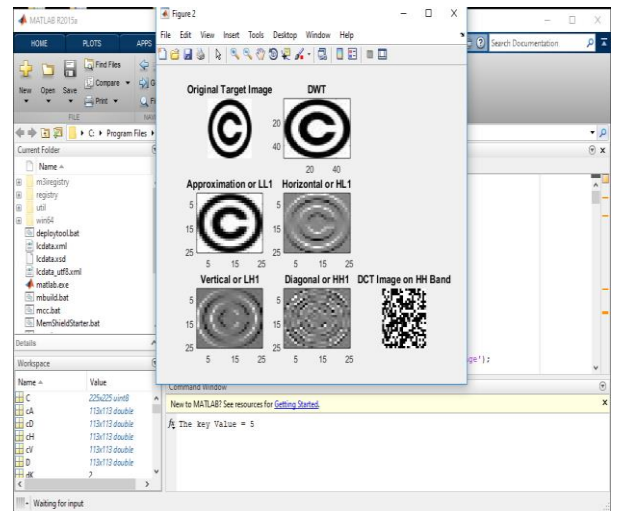 MATLAB R2015a
Figure 2
File Edit View Insert Tools Desktop Window Help
HOME PLOTS APPS
Search Documentation
New Open Save
Find Files
Compare
Print
FILE
C: ▸ Program Files ▸
Current Folder
Name
m3iregistry
registry
util
win64
deploytool.bat
lcdata.xml
lcdata.xsd
lcdata_utf8.xml
matlab.exe
mbuild.bat
mcc.bat
MemShieldStarter.bat
Details
Workspace
Name Value
C 225x225 uint8
cA 113x113 double
cD 113x113 double
cH 113x113 double
cV 113x113 double
D 113x113 double
dK 2
Original Target Image DWT
20
40
20 40
Approximation or LL1 Horizontal or HL1
5 5
15 15
25 25
5 15 25 5 15 25
Vertical or LH1 Diagonal or HH1 DCT Image on HH Band
5 5
15 15
25 25
5 15 25 5 15 25
ge');
Command Window
New to MATLAB? See resources for Getting Started.
fx The key Value = 5
Waiting for input